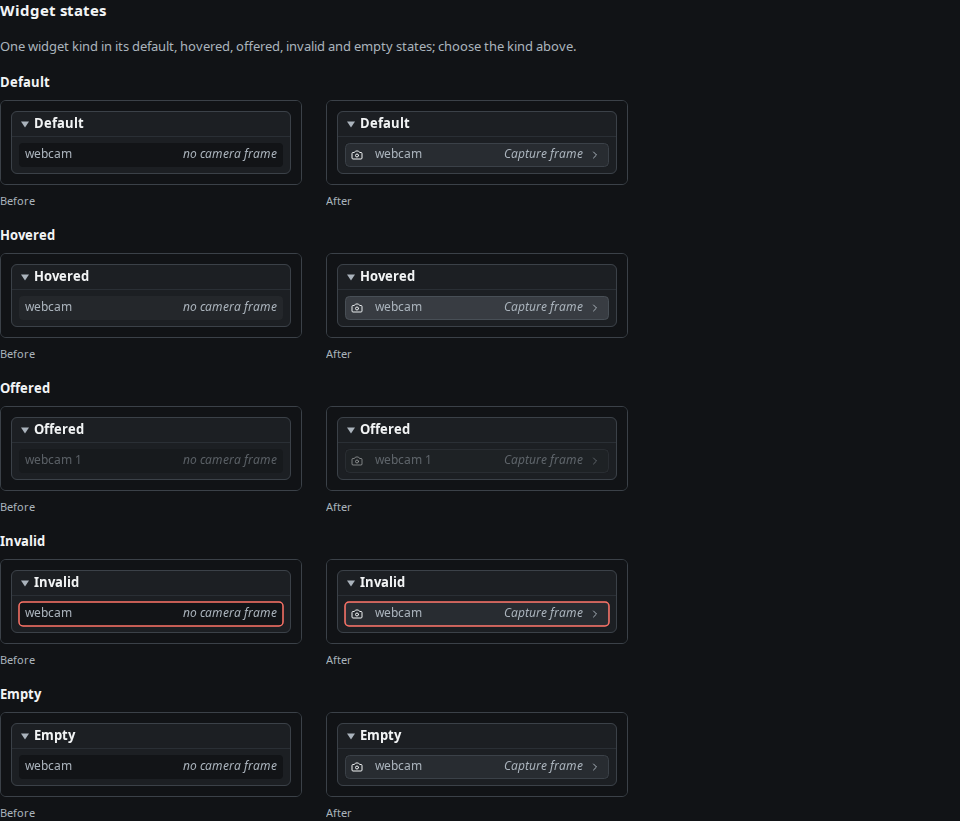 Widget states
One widget kind in its default, hovered, offered, invalid and empty states; choose the kind above.
Default
Default
webcam no camera frame
Default
webcam Capture frame
Before
After
Hovered
Hovered
webcam no camera frame
Hovered
webcam Capture frame
Before
After
Offered
Offered
webcam 1 no camera frame
Offered
webcam 1 Capture frame
Before
After
Invalid
Invalid
webcam no camera frame
Invalid
webcam Capture frame
Before
After
Empty
Empty
webcam no camera frame
Empty
webcam Capture frame
Before
After